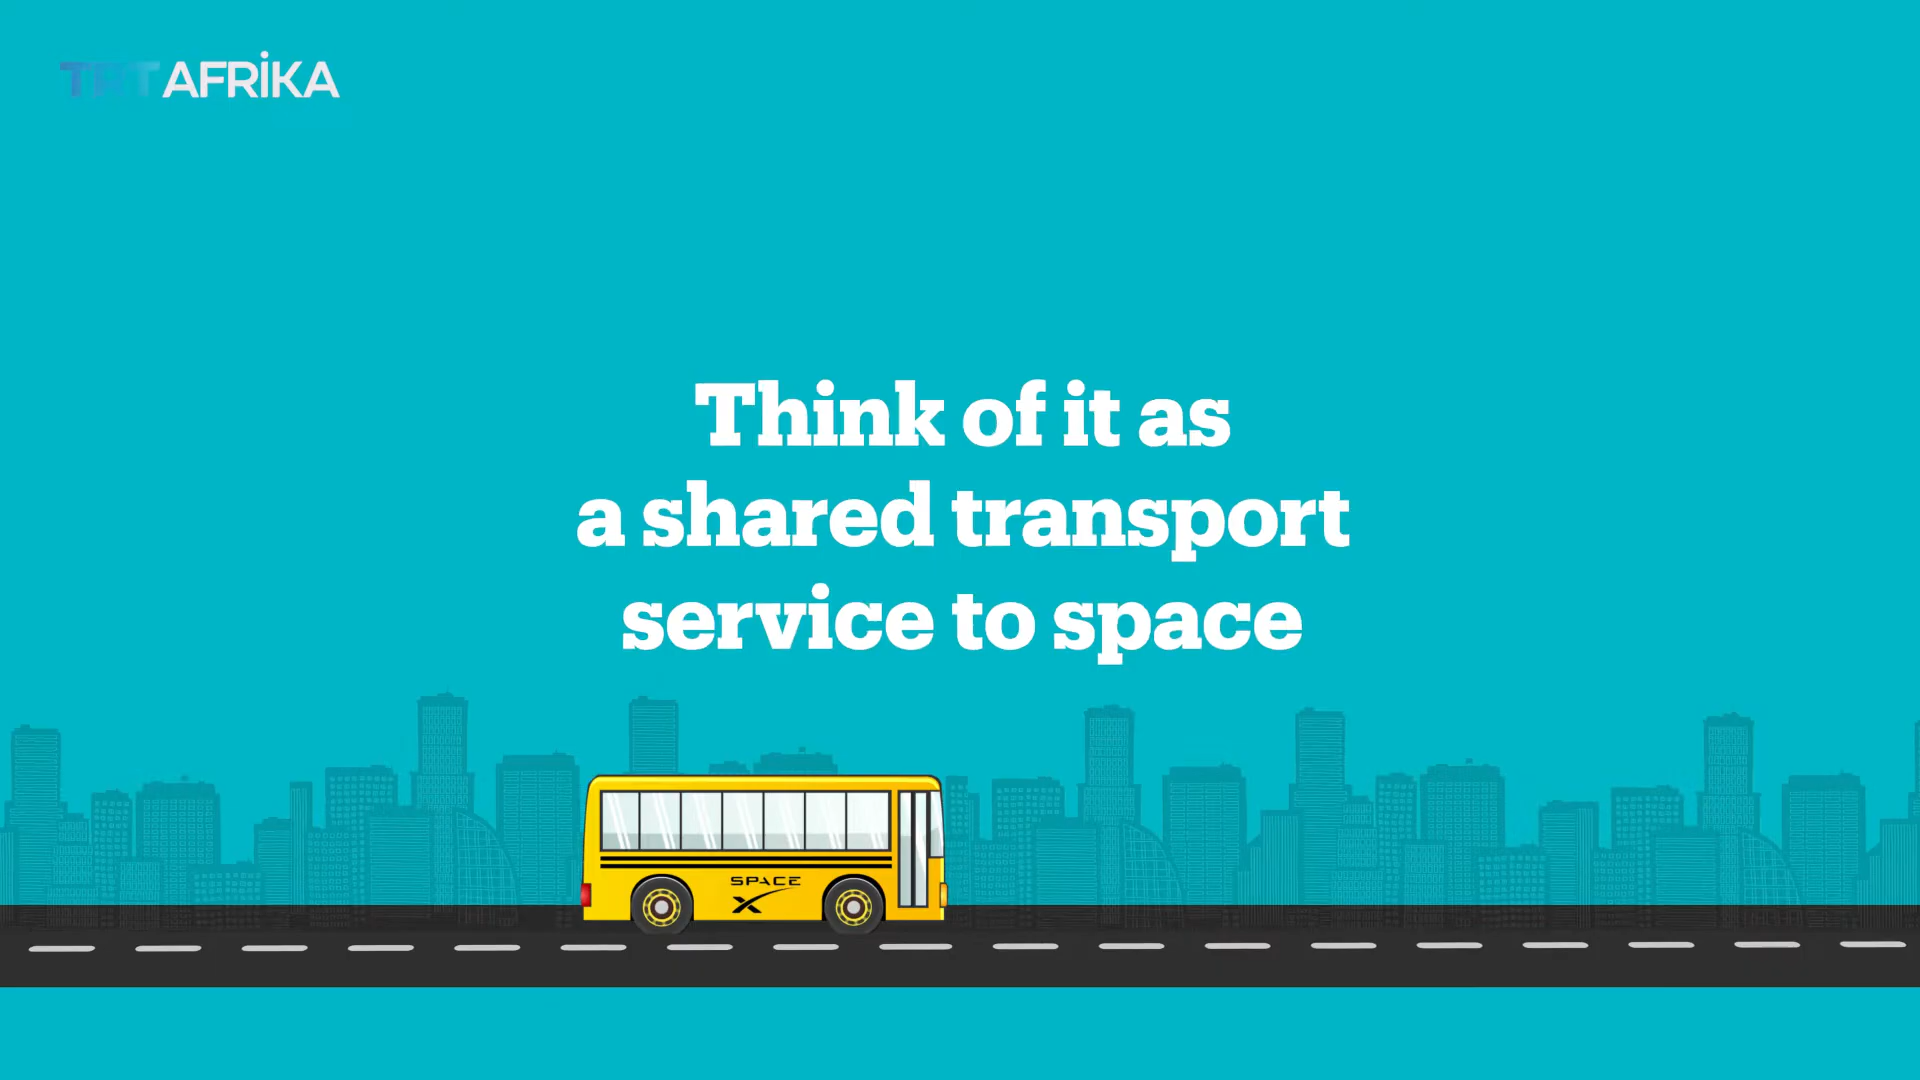 TRT AFRİKA
Think of it as
a shared transport
service to space
SPACE
X